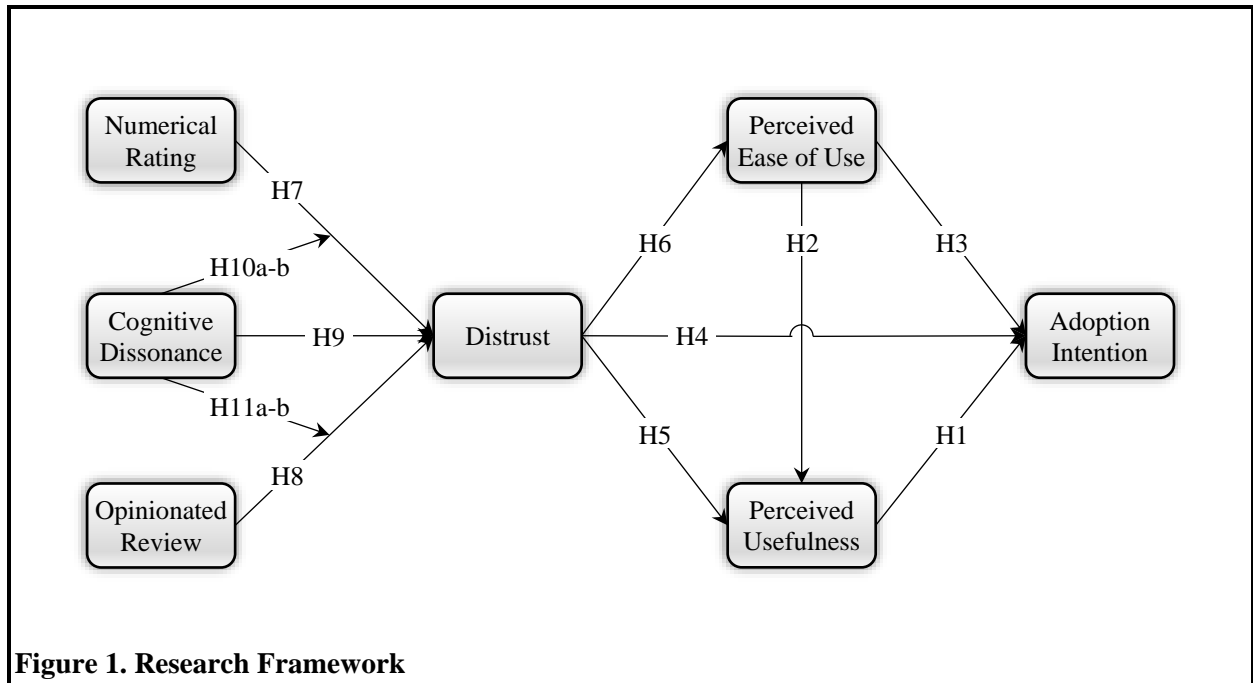 Numerical
Rating
Perceived
Ease of Use
H7
H6
H2
H3
H10a-b
Cognitive
Dissonance
H9
Distrust
H4
Adoption
Intention
H11a-b
H8
H5
H1
Opinionated
Review
Perceived
Usefulness
Figure 1. Research Framework